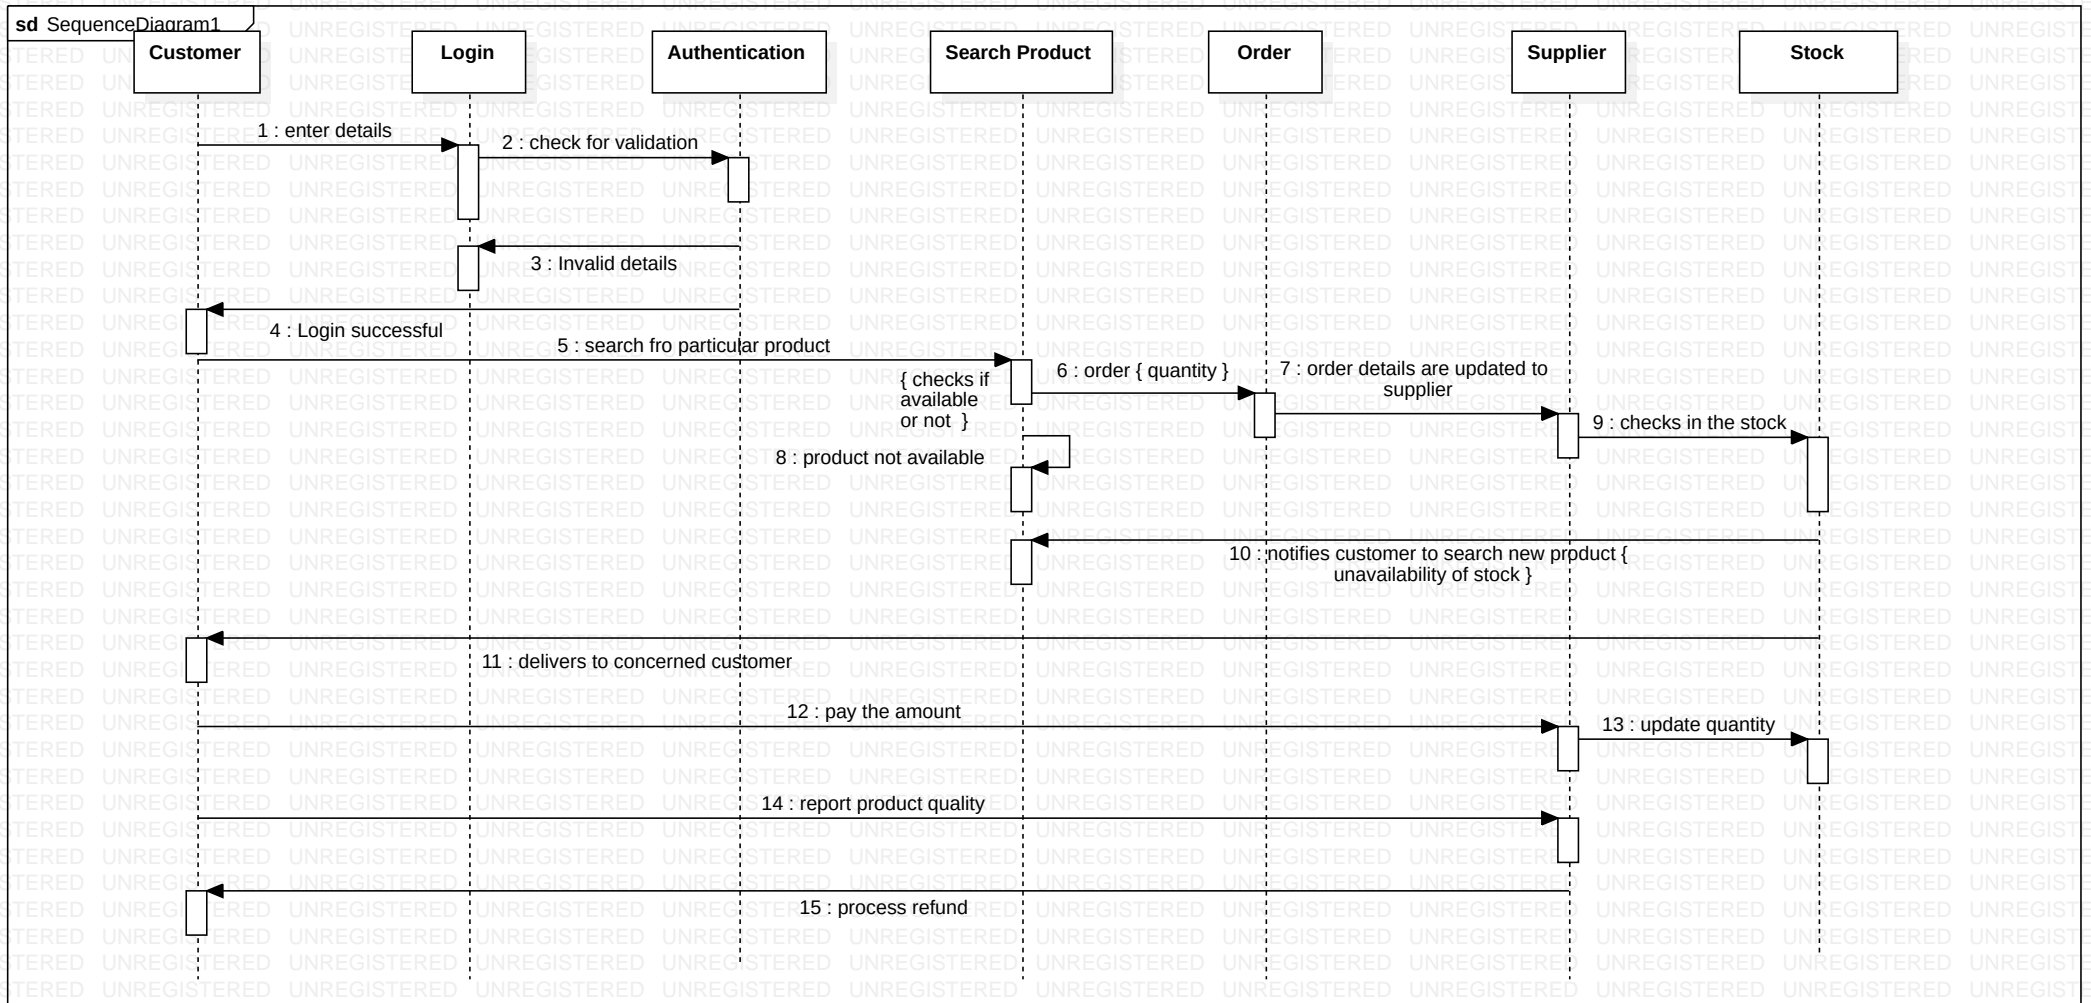 sd SequenceDiagram1
Customer
Login
Authentication
Search Product
Order
Supplier
Stock
1 : enter details
2 : check for validation
3 : Invalid details
4 : Login successful
5 : search fro particular product
{ checks if
available
or not }
6 : order { quantity }
7 : order details are updated to
supplier
8 : product not available
9 : checks in the stock
10 : notifies customer to search new product {
unavailability of stock }
11 : delivers to concerned customer
12 : pay the amount
13 : update quantity
14 : report product quality
15 : process refund
UNREGISTERED